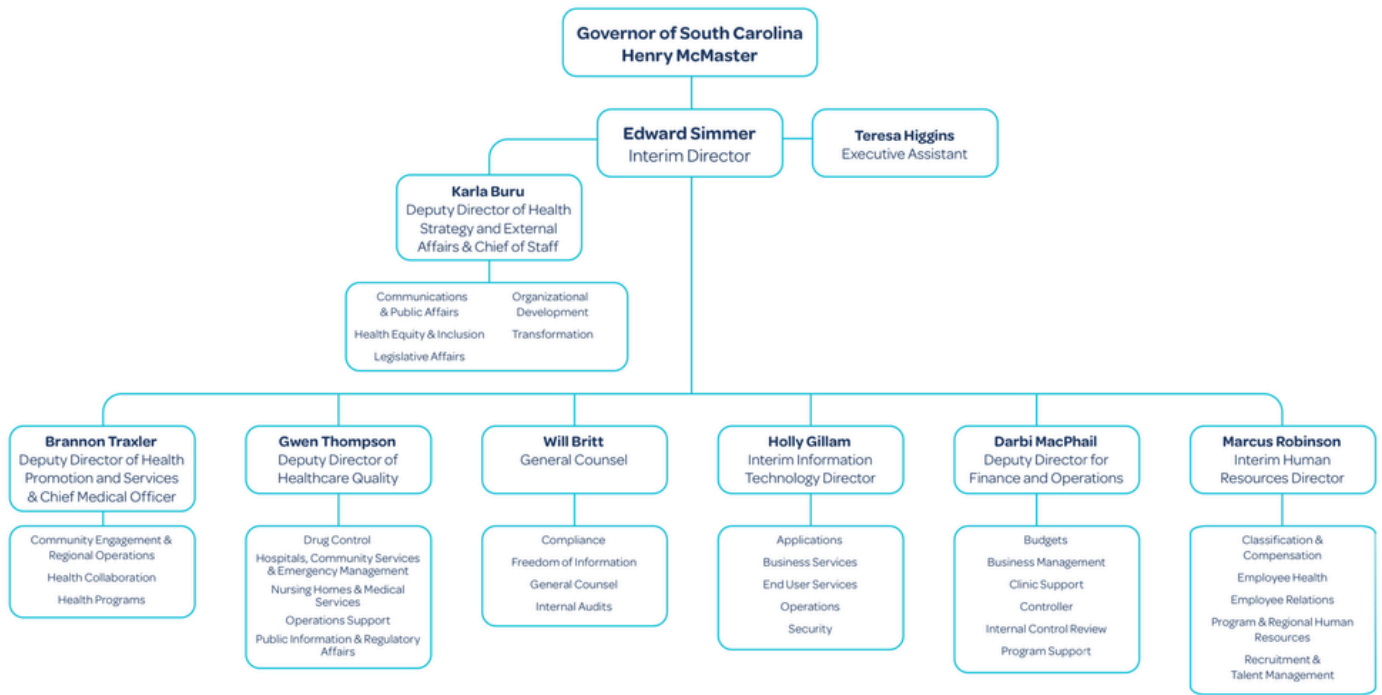 Governor of South Carolina
Henry McMaster
Edward Simmer
Interim Director
Teresa Higgins
Executive Assistant
Karla Buru
Deputy Director of Health
Strategy and External
Affairs & Chief of Staff
Communications
& Public Affairs
Health Equity & Inclusion
Legislative Affairs
Organizational
Development
Transformation
Brannon Traxler
Deputy Director of Health
Promotion and Services
& Chief Medical Officer
Community Engagement &
Regional Operations
Health Collaboration
Health Programs
Gwen Thompson
Deputy Director of
Healthcare Quality
Drug Control
Hospitals, Community Services
& Emergency Management
Nursing Homes & Medical
Services
Operations Support
Public Information & Regulatory
Affairs
Will Britt
General Counsel
Compliance
Freedom of Information
General Counsel
Internal Audits
Holly Gillam
Interim Information
Technology Director
Applications
Business Services
End User Services
Operations
Security
Darbi MacPhail
Deputy Director for
Finance and Operations
Budgets
Business Management
Clinic Support
Controller
Internal Control Review
Program Support
Marcus Robinson
Interim Human
Resources Director
Classification &
Compensation
Employee Health
Employee Relations
Program & Regional Human
Resources
Recruitment &
Talent Management